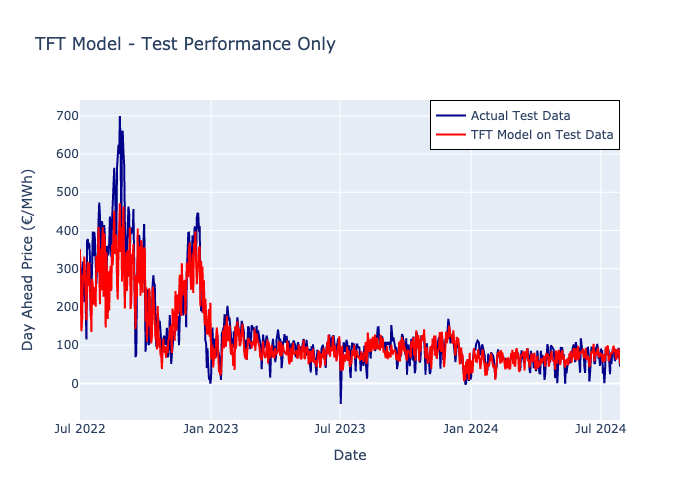 TFT Model - Test Performance Only
Actual Test Data
TFT Model on Test Data
Day Ahead Price (€/MWh)
700
600
500
400
300
200
100
0
Jul 2022
Jan 2023
Jul 2023
Jan 2024
Jul 2024
Date